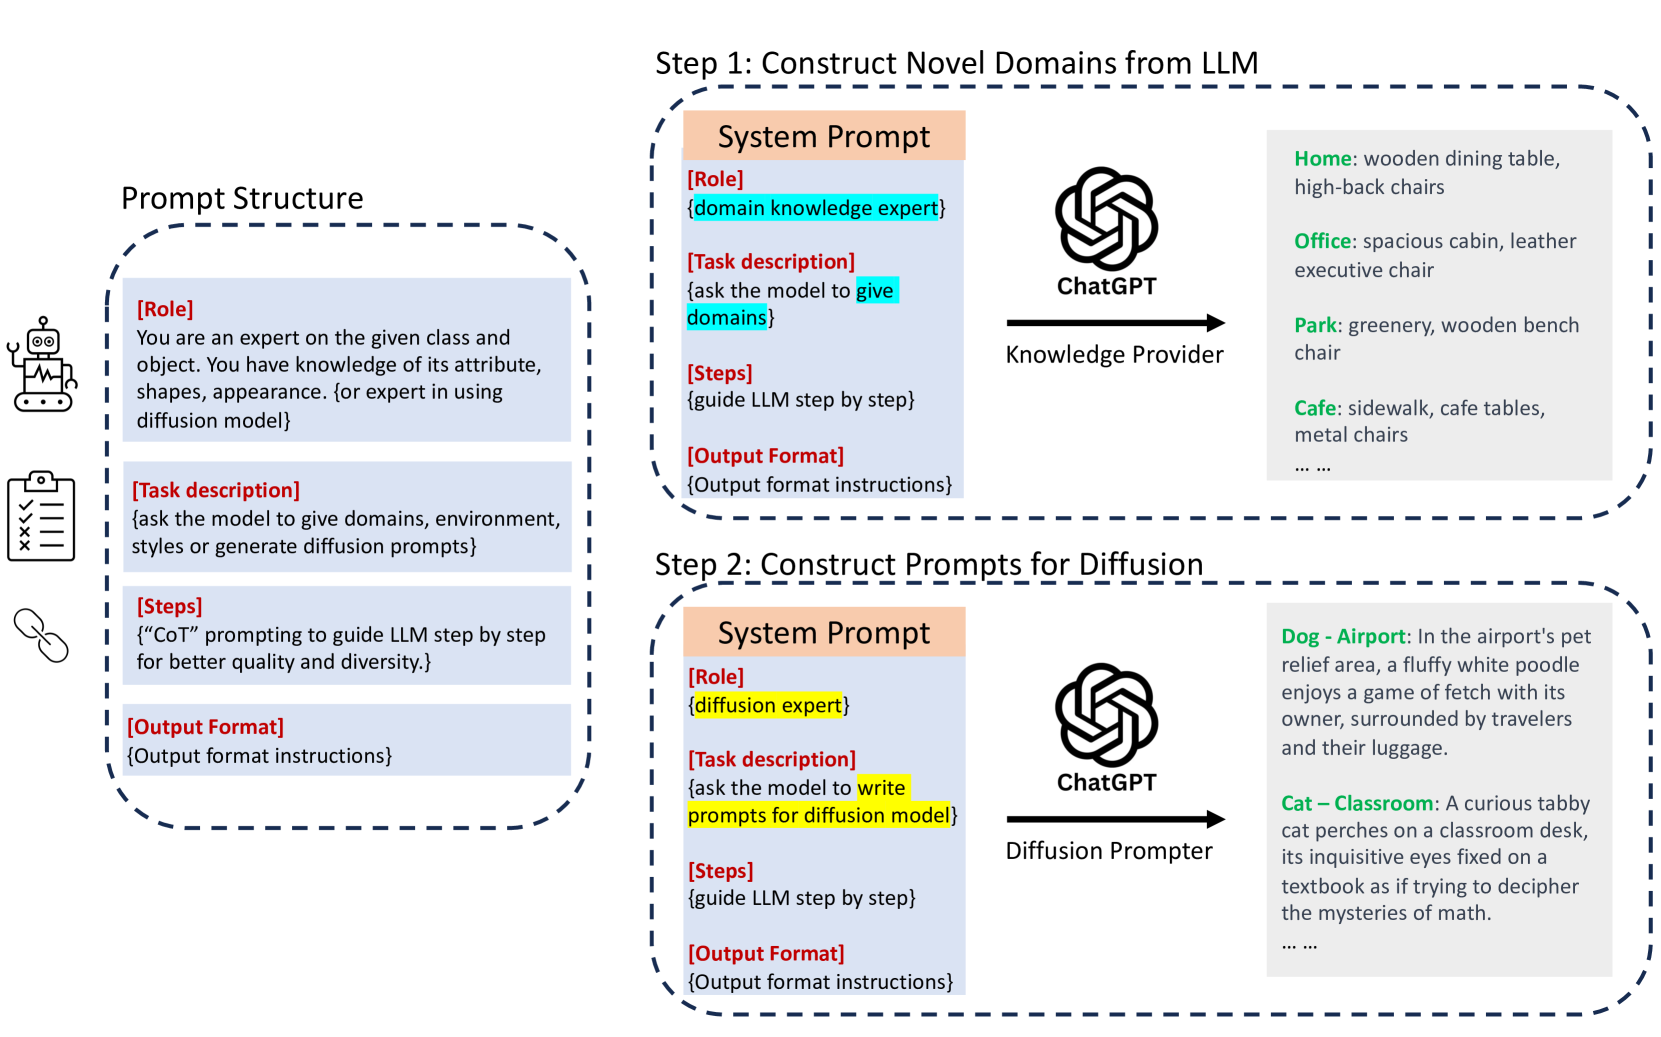 Prompt Structure
[Role]
You are an expert on the given class and
object. You have knowledge of its attribute,
shapes, appearance. {or expert in using
diffusion model}
[Task description]
{ask the model to give domains, environment,
styles or generate diffusion prompts}
[Steps]
{“CoT” prompting to guide LLM step by step
for better quality and diversity.}
[Output Format]
{Output format instructions}
Step 1: Construct Novel Domains from LLM
System Prompt
[Role]
{domain knowledge expert}
[Task description]
{ask the model to give
domains}
[Steps]
{guide LLM step by step}
[Output Format]
{Output format instructions}
ChatGPT
Knowledge Provider
Home: wooden dining table,
high-back chairs
Office: spacious cabin, leather
executive chair
Park: greenery, wooden bench
chair
Cafe: sidewalk, cafe tables,
metal chairs
... ...
Step 2: Construct Prompts for Diffusion
System Prompt
[Role]
{diffusion expert}
[Task description]
{ask the model to write
prompts for diffusion model}
[Steps]
{guide LLM step by step}
[Output Format]
{Output format instructions}
ChatGPT
Diffusion Prompter
Dog - Airport: In the airport's pet
relief area, a fluffy white poodle
enjoys a game of fetch with its
owner, surrounded by travelers
and their luggage.
Cat – Classroom: A curious tabby
cat perches on a classroom desk,
its inquisitive eyes fixed on a
textbook as if trying to decipher
the mysteries of math.
... ...